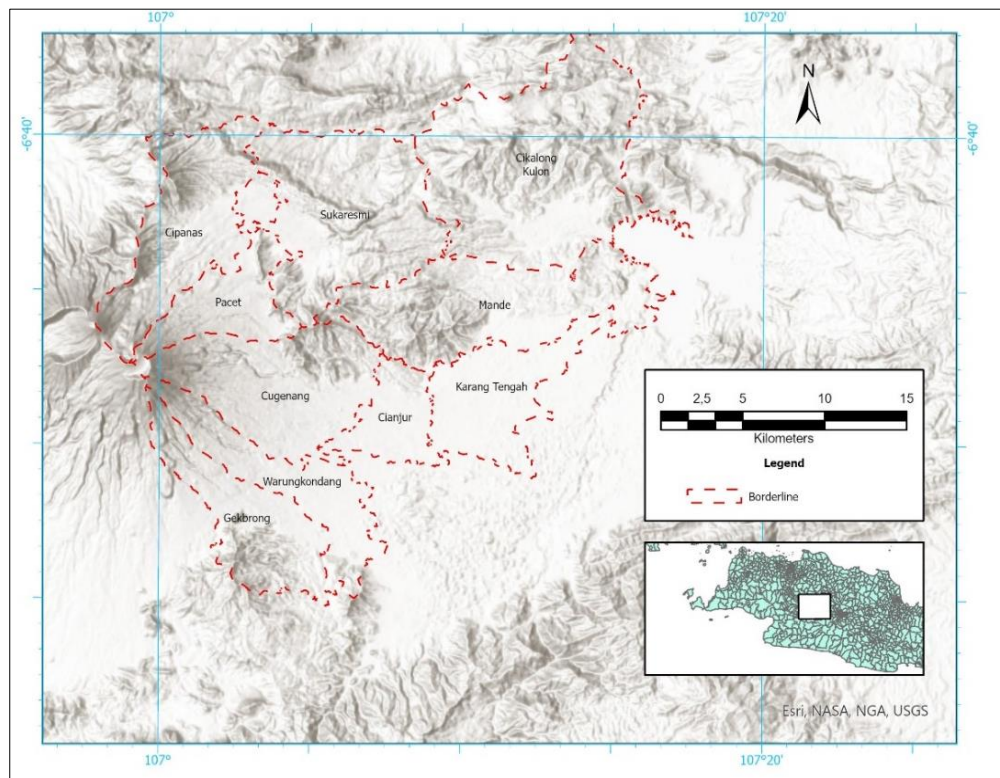 107°
107°20'
-6°40'
-6°40'
N
Cikalong
Kulon
Sukaresmi
Cipanas
Pacet
Mande
Cugenang
Cianjur
Karang Tengah
Warungkondang
Gekbrong
0 2,5 5 10 15
Kilometers
Legend
Borderline
Esri, NASA, NGA, USGS
107°
107°20'